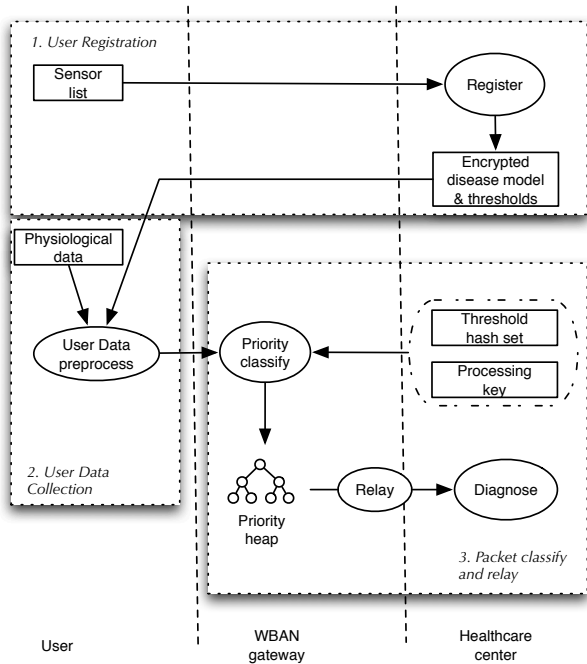 1. User Registration
Sensor
list
Register
Encrypted
disease model
& thresholds
Physiological
data
User Data
preprocess
Priority
classify
Threshold
hash set
Processing
key
2. User Data
Collection
Priority
heap
Relay
Diagnose
3. Packet classify
and relay
User
WBAN
gateway
Healthcare
center